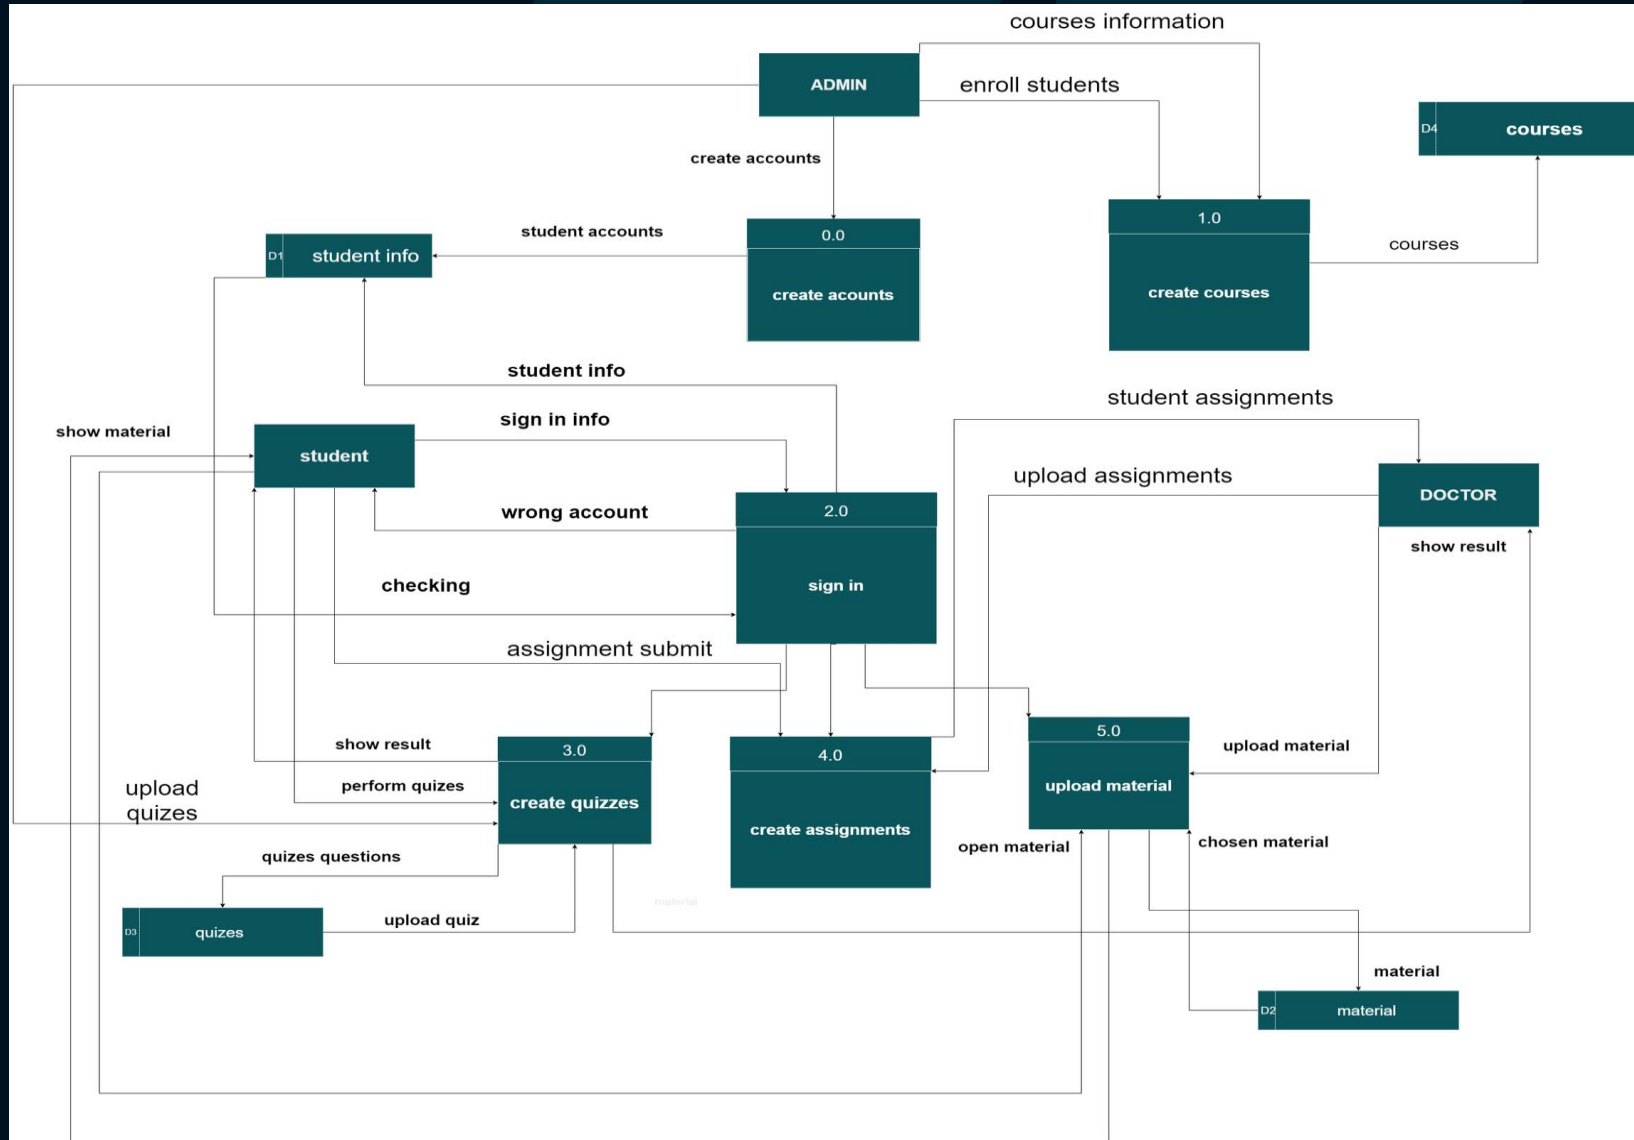 courses information
ADMIN
enroll students
D4
courses
create accounts
1.0
student accounts
0.0
D1
student info
courses
create acounts
create courses
student info
student assignments
sign in info
show material
student
upload assignments
DOCTOR
wrong account
2.0
show result
checking
sign in
assignment submit
5.0
show result
3.0
4.0
upload material
perform quizes
upload material
upload
quizes
create quizzes
create assignments
open material
chosen material
quizes questions
material
upload quiz
D3
quizes
material
D2
material